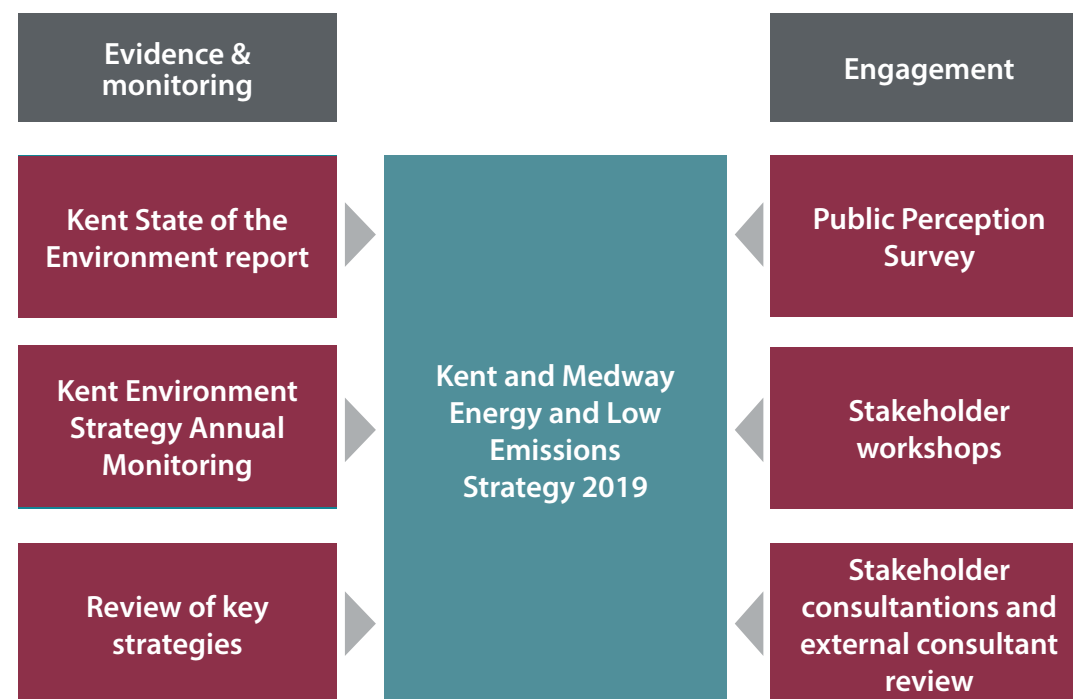 Evidence &
monitoring
Engagement
Kent State of the
Environment report
Public Perception
Survey
Kent Environment
Strategy Annual
Monitoring
Kent and Medway
Energy and Low
Emissions
Strategy 2019
Stakeholder
workshops
Review of key
strategies
Stakeholder
consultantions and
external consultant
review